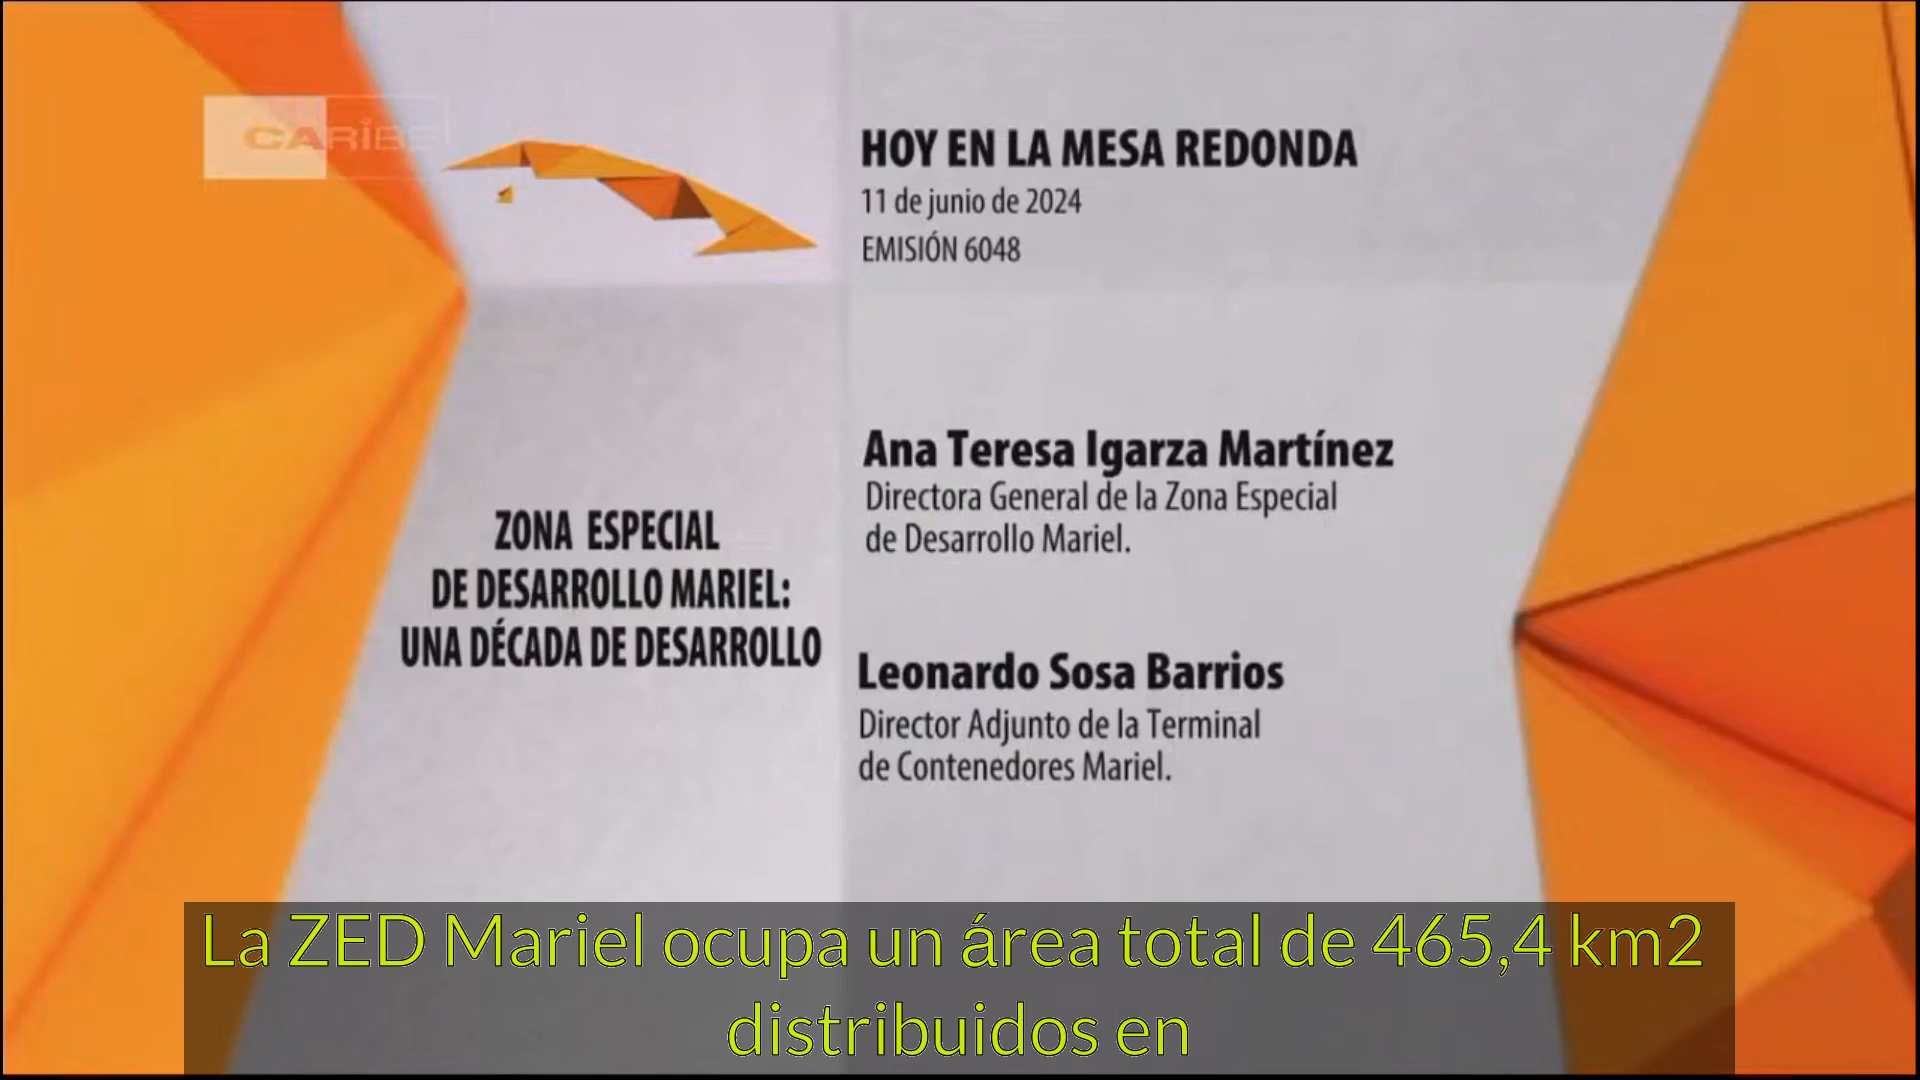 CARIBE
HOY EN LA MESA REDONDA
11 de junio de 2024
EMISIÓN 6048
Ana Teresa Igarza Martínez
Directora General de la Zona Especial
de Desarrollo Mariel.
ZONA ESPECIAL
DE DESARROLLO MARIEL:
UNA DÉCADA DE DESARROLLO
Leonardo Sosa Barrios
Director Adjunto de la Terminal
de Contenedores Mariel.
La ZED Mariel ocupa un área total de 465,4 km2
distribuidos en